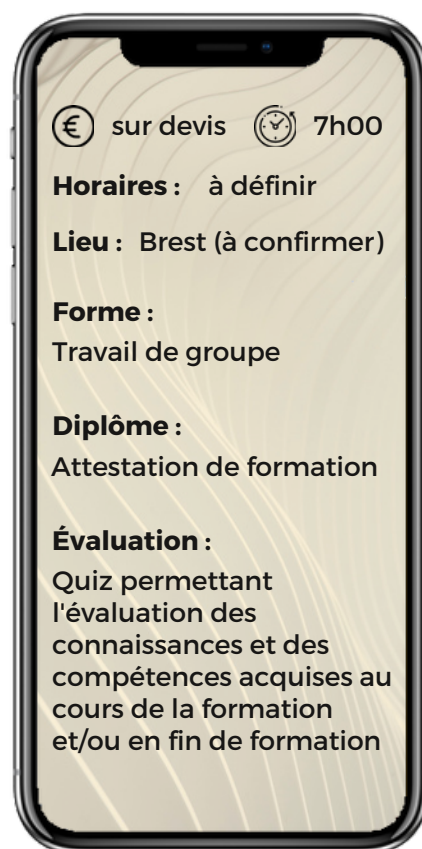 € sur devis 7h00
Horaires : à définir
Lieu : Brest (à confirmer)
Forme :
Travail de groupe
Diplôme :
Attestation de formation
Évaluation :
Quiz permettant
l'évaluation des
connaissances et des
compétences acquises au
cours de la formation
et/ou en fin de formation